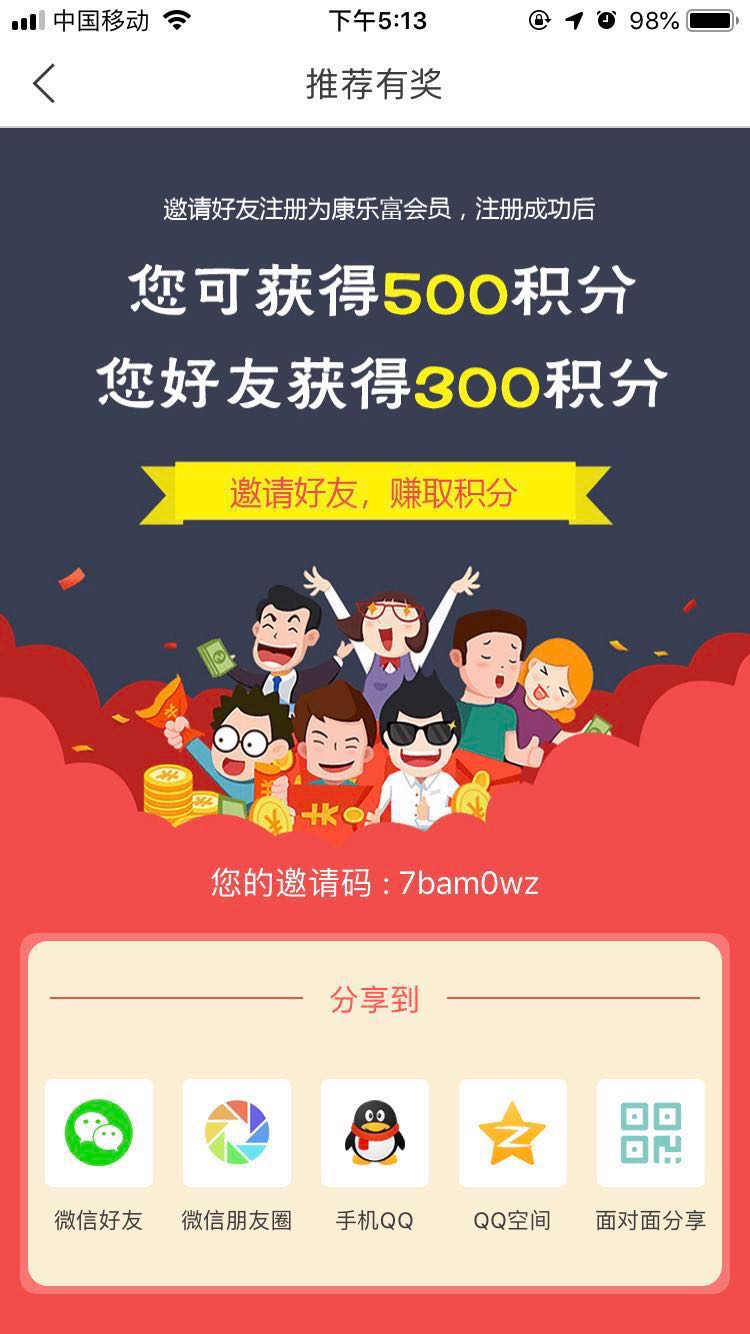 中国移动 下午5:13 98%
推荐有奖
邀请好友注册为康乐富会员，注册成功后
您可获得500积分
您好友获得300积分
邀请好友，赚取积分
您的邀请码：7bam0wz
分享到
微信好友 微信朋友圈 手机QQ QQ空间 面对面分享